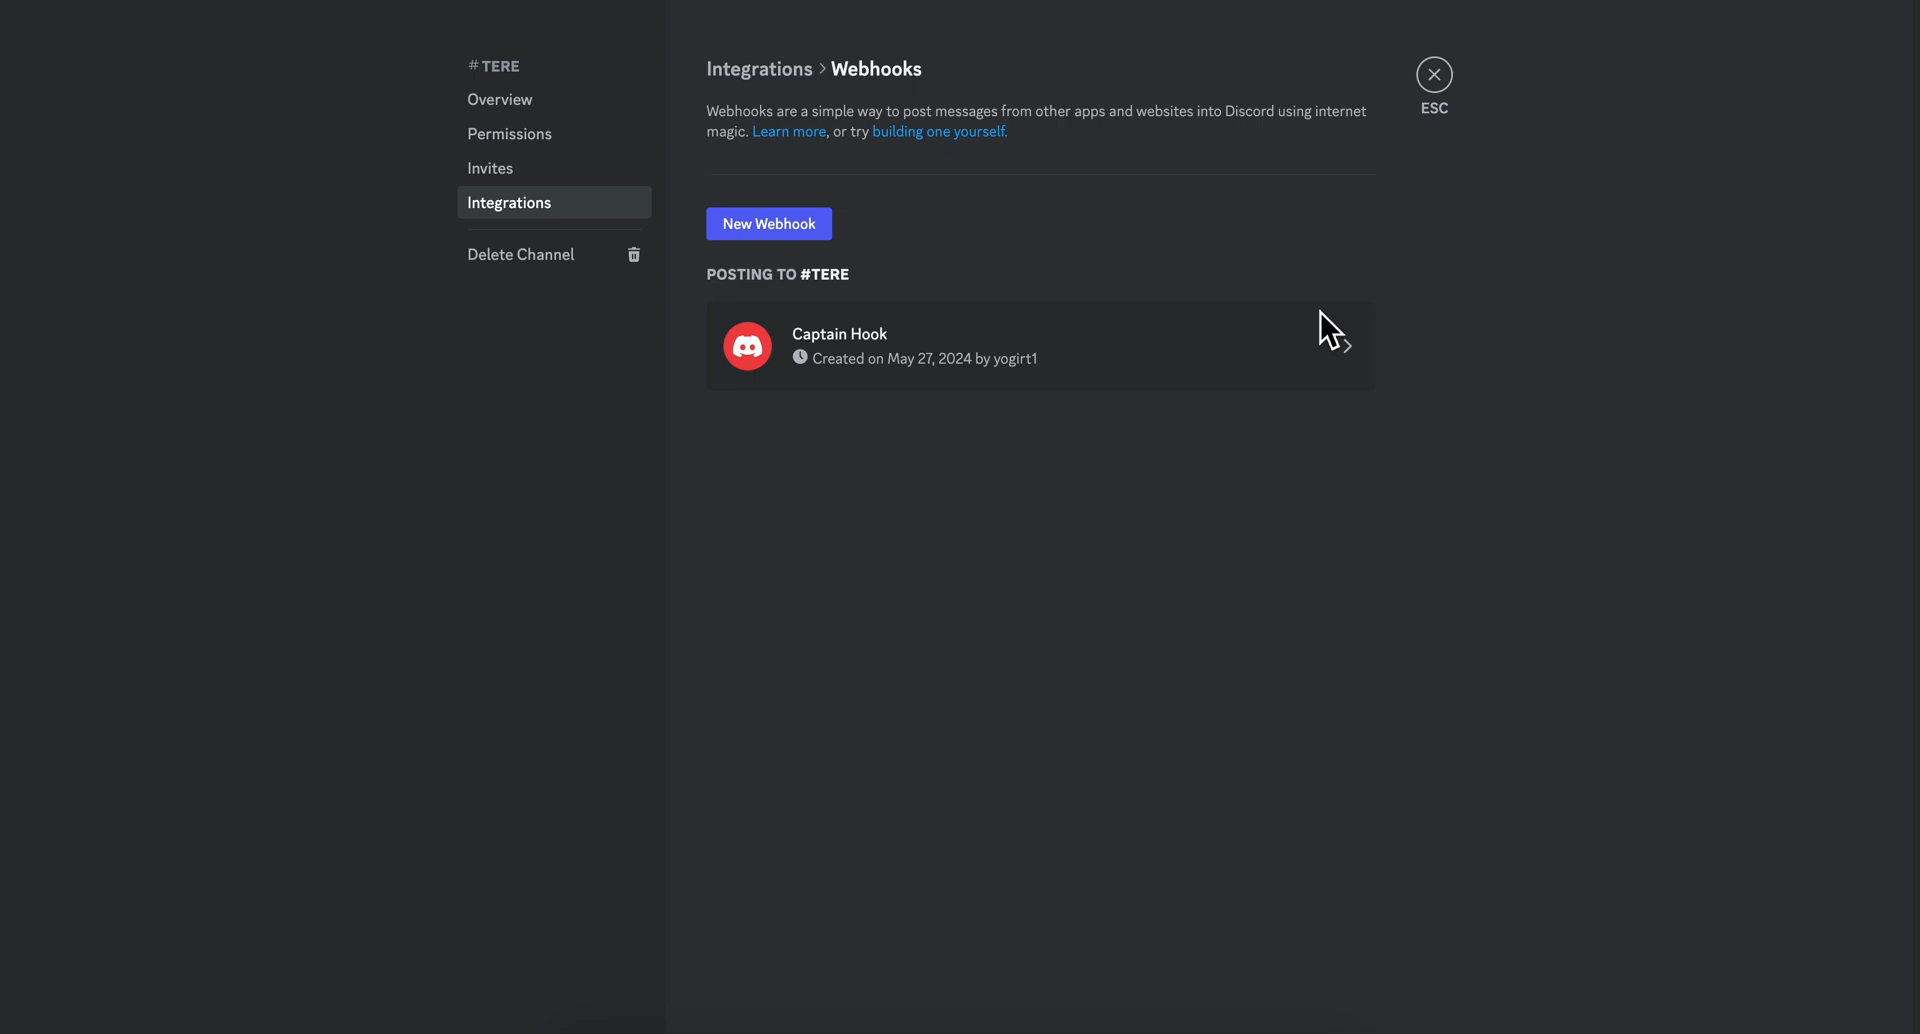 # TERE
Overview
Permissions
Invites
Integrations
Delete Channel
Integrations > Webhooks
Webhooks are a simple way to post messages from other apps and websites into Discord using internet
magic. Learn more, or try building one yourself.
New Webhook
POSTING TO #TERE
Captain Hook
Created on May 27, 2024 by yogirt1
ESC